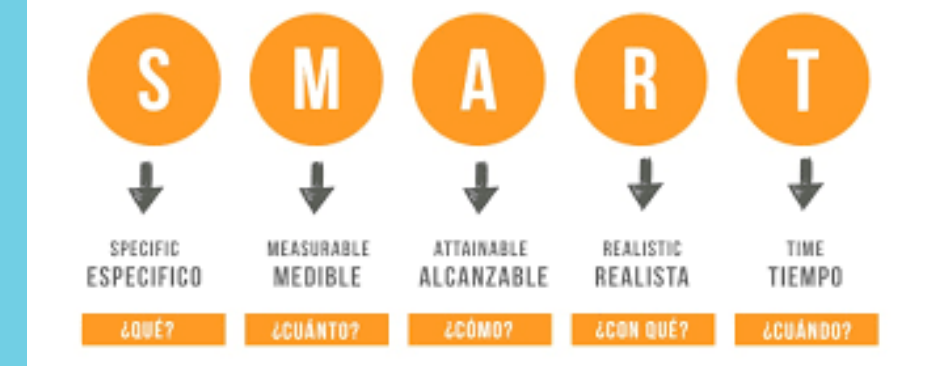 S M A R T
SPECIFIC MEASURABLE ATTAINABLE REALISTIC TIME
ESPECIFICO MEDIBLE ALCANZABLE REALISTA TIEMPO
¿QUÉ? ¿CUÁNTO? ¿CÓMO? ¿CON QUÉ? ¿CUÁNDO?